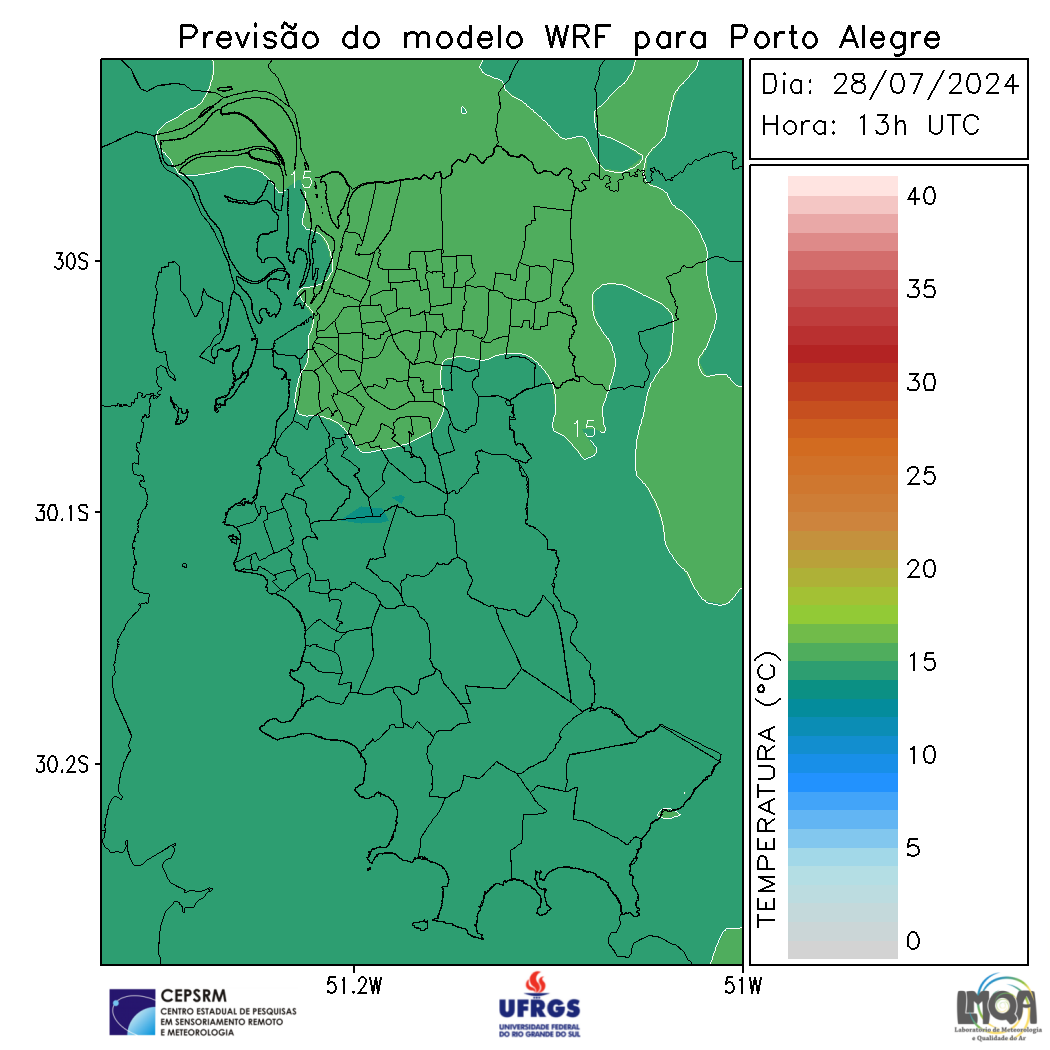 Previsão do modelo WRF para Porto Alegre
Dia: 28/07/2024
Hora: 13h UTC
15
15
30S
30.1S
30.2S
51.2W
51W
TEMPERATURA (°C)
40
35
30
25
20
15
10
5
0
CEPSRM
CENTRO ESTADUAL DE PESQUISAS
EM SENSORIAMENTO REMOTO
E METEOROLOGIA
UFRGS
UNIVERSIDADE FEDERAL
DO RIO GRANDE DO SUL
LMQA
Laboratório de Meteorologia
e Qualidade do Ar